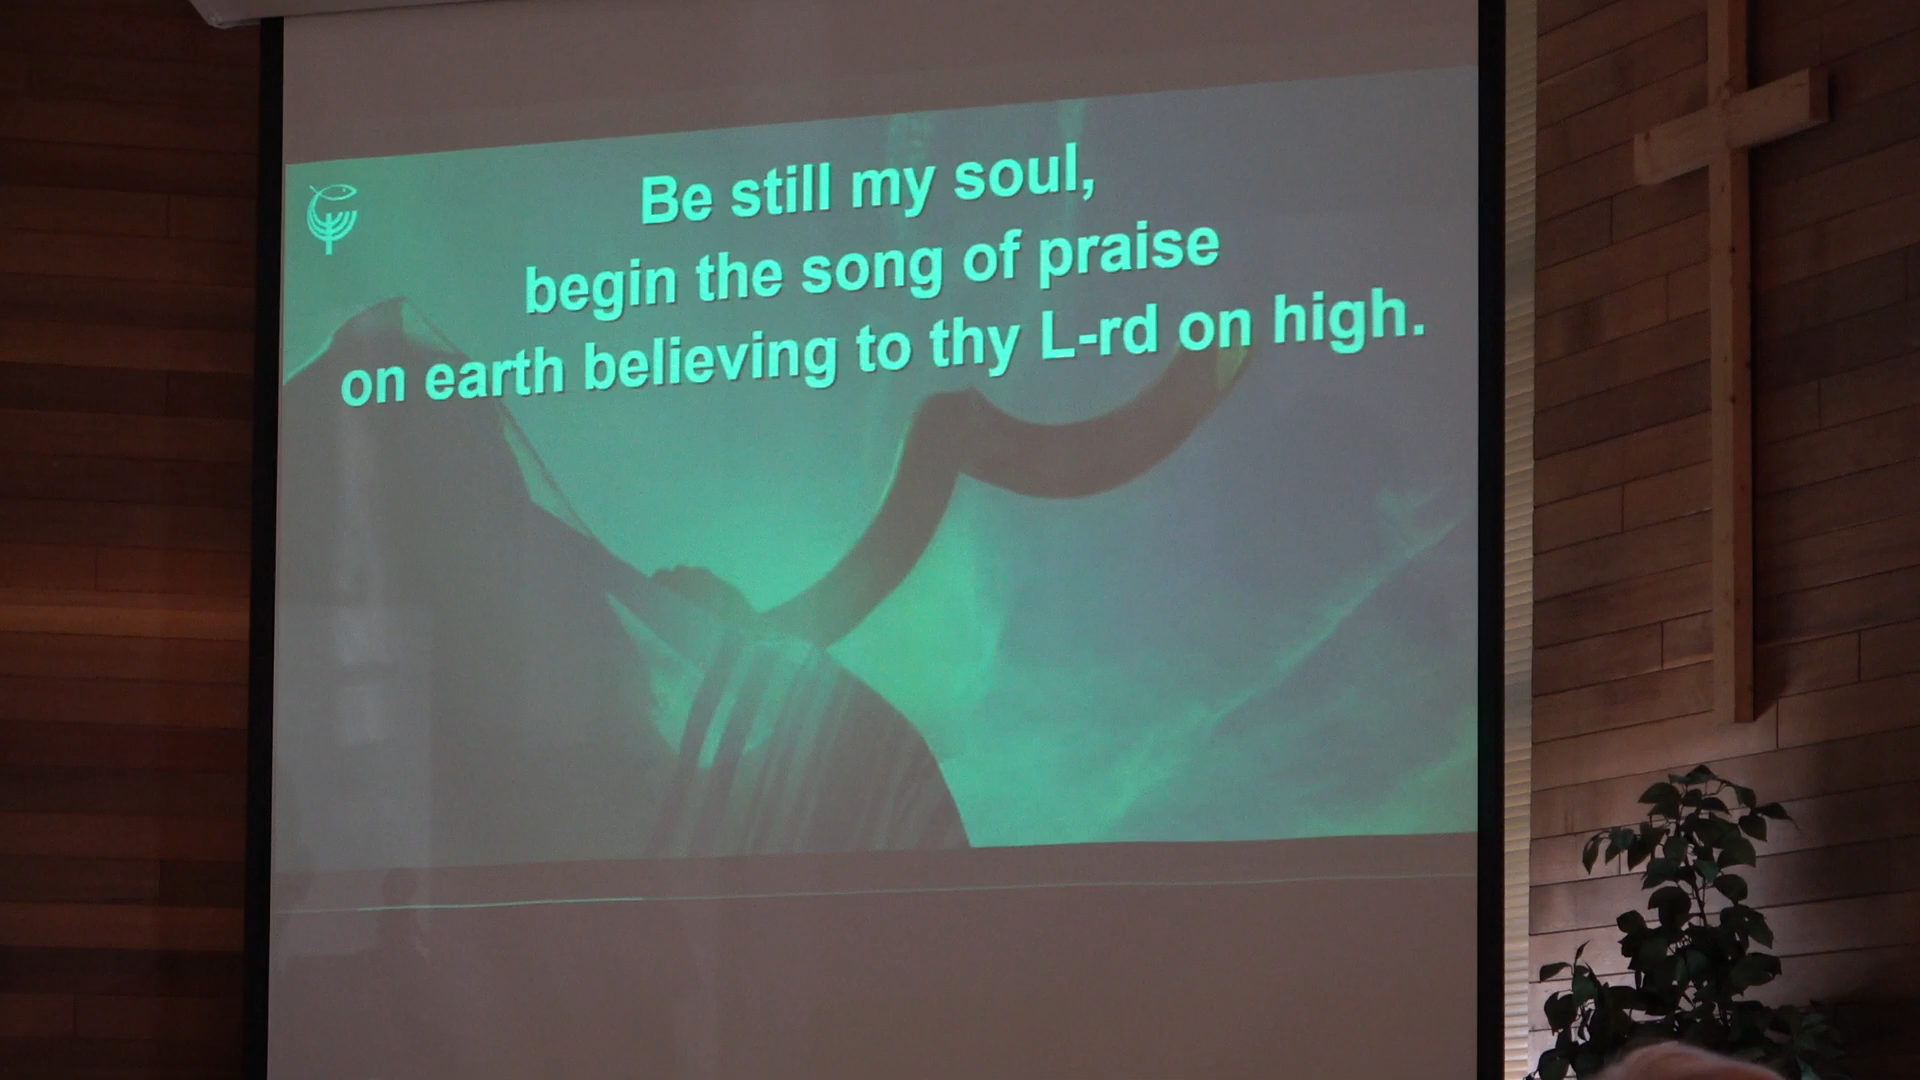 Be still my soul,
begin the song of praise
on earth believing to thy L-rd on high.